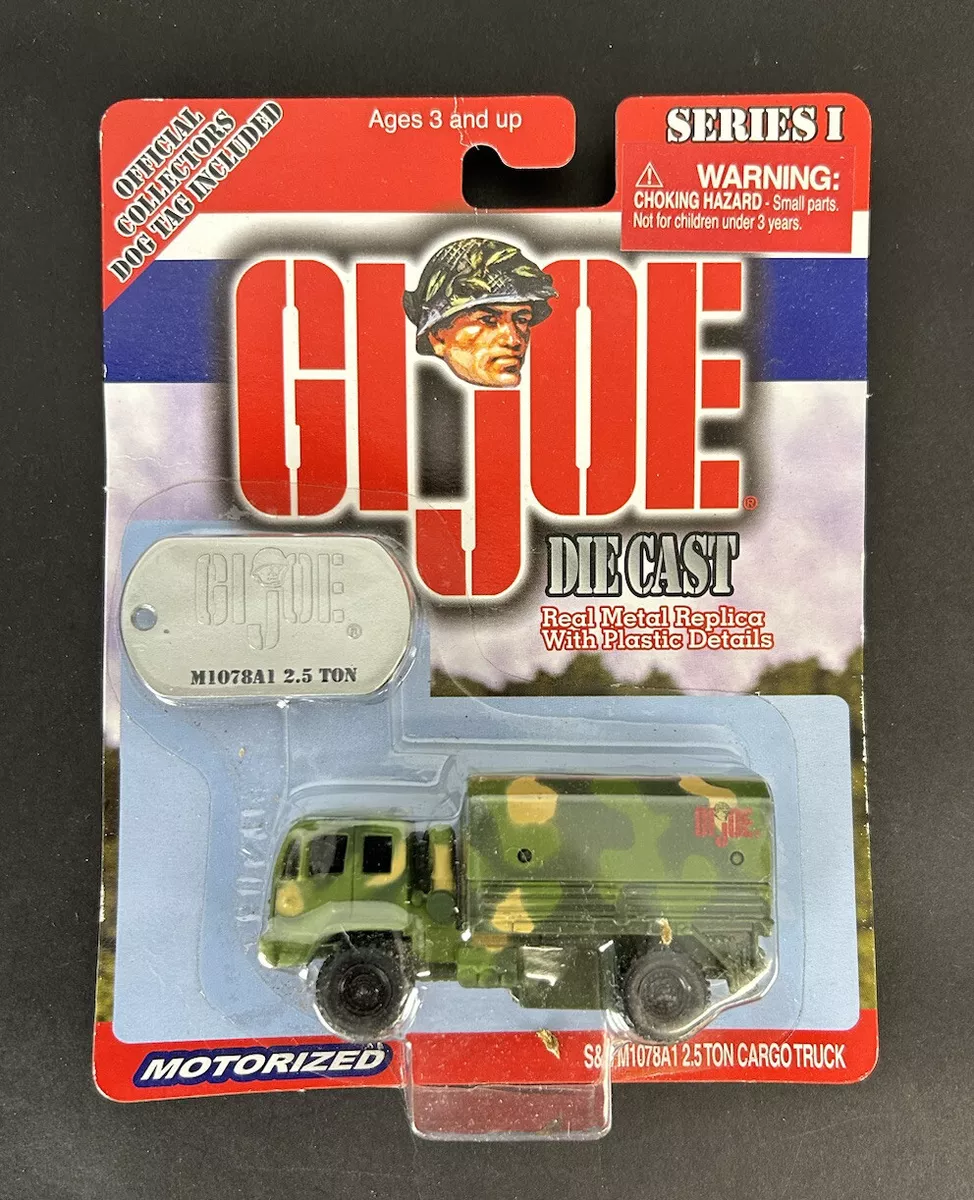 OFFICIAL
COLLECTORS
DOG TAG INCLUDED
Ages 3 and up
SERIES I
WARNING:
CHOKING HAZARD - Small parts.
Not for children under 3 years.
GI JOE
®
DIE CAST
Real Metal Replica
With Plastic Details
GI JOE
®
M1078A1 2.5 TON
GI JOE
MOTORIZED
M1078A1 2.5 TON CARGO TRUCK